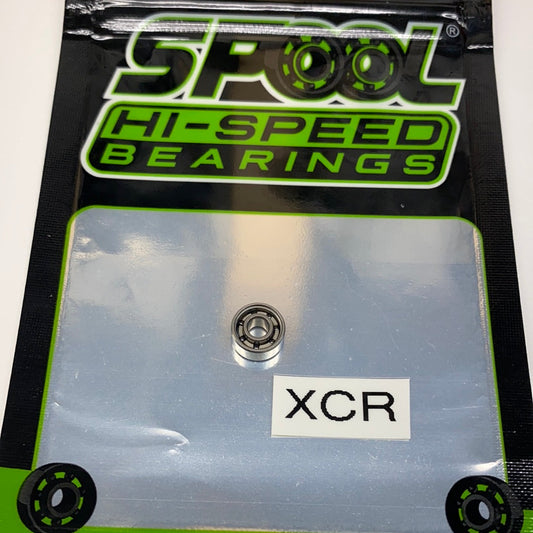 SPOOL®
HI-SPEED
BEARINGS
XCR